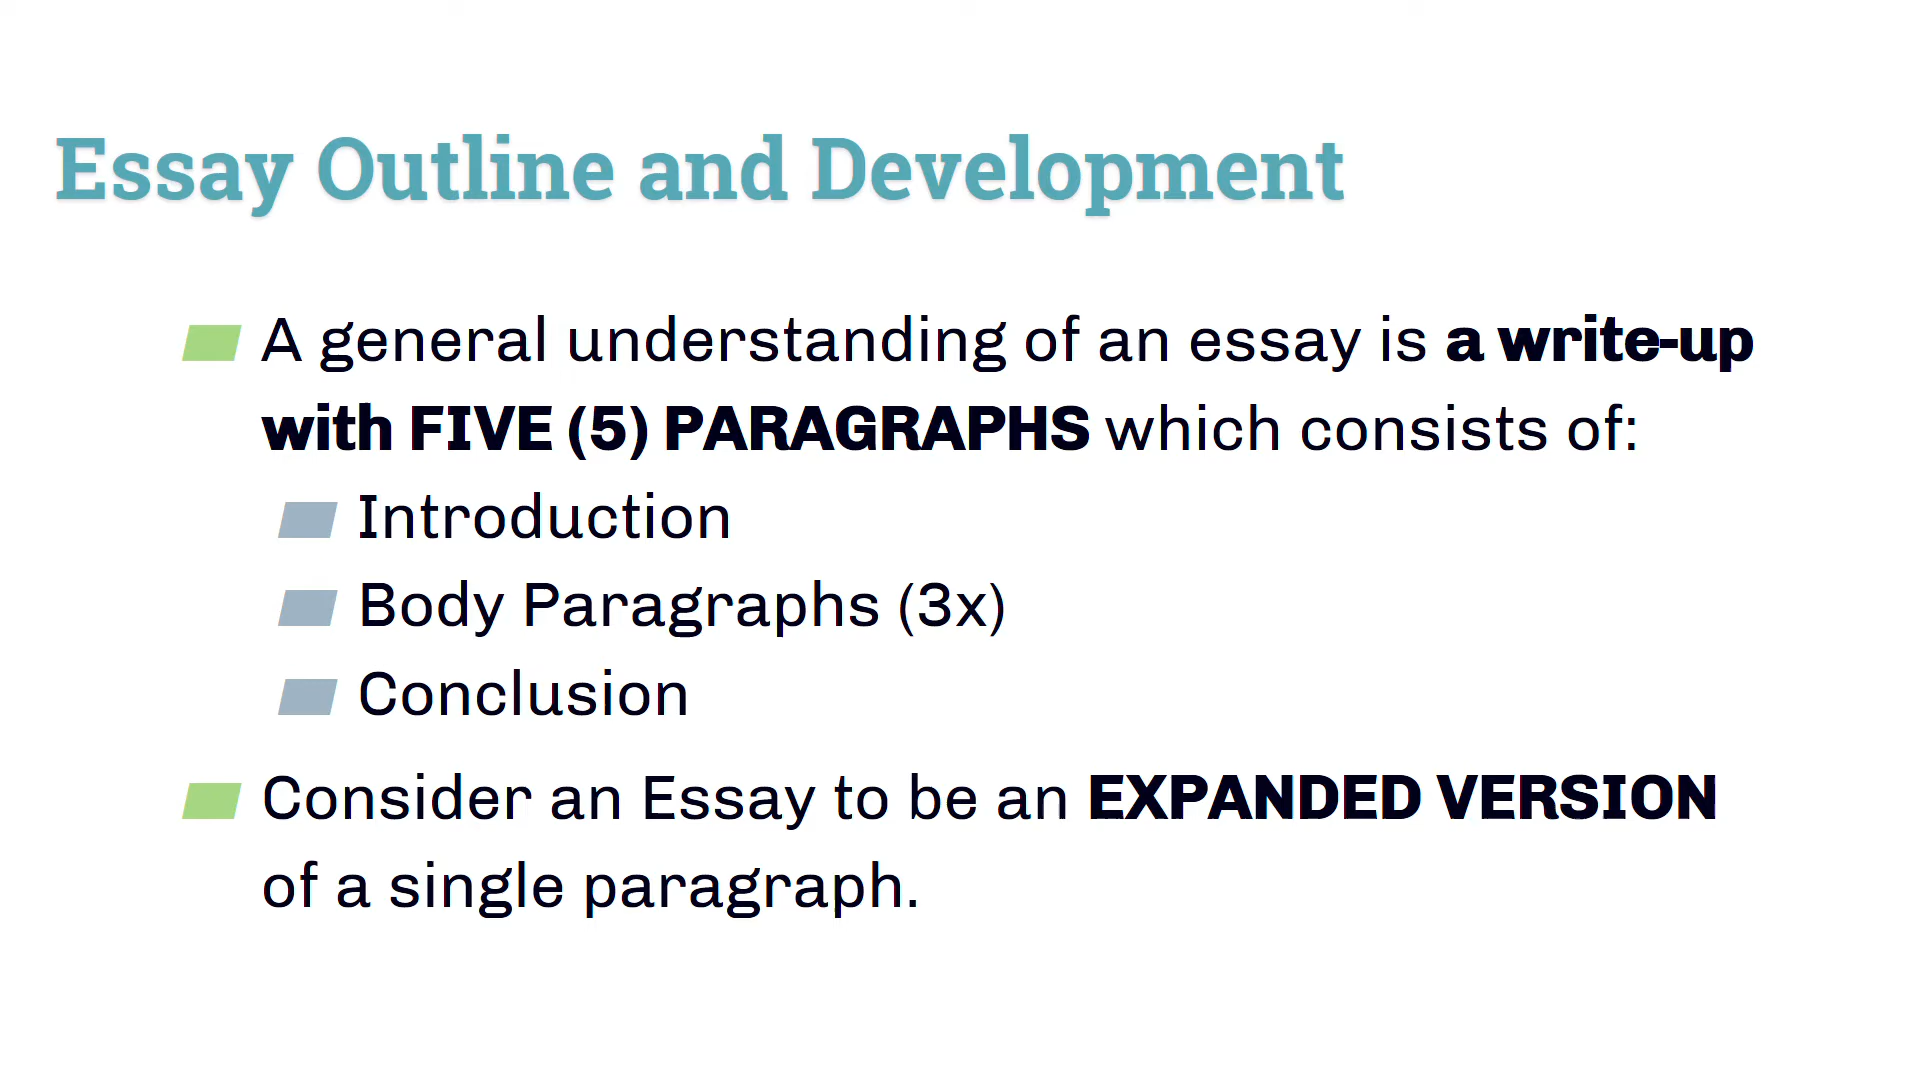 Essay Outline and Development
A general understanding of an essay is a write-up
with FIVE (5) PARAGRAPHS which consists of:
Introduction
Body Paragraphs (3x)
Conclusion
Consider an Essay to be an EXPANDED VERSION
of a single paragraph.